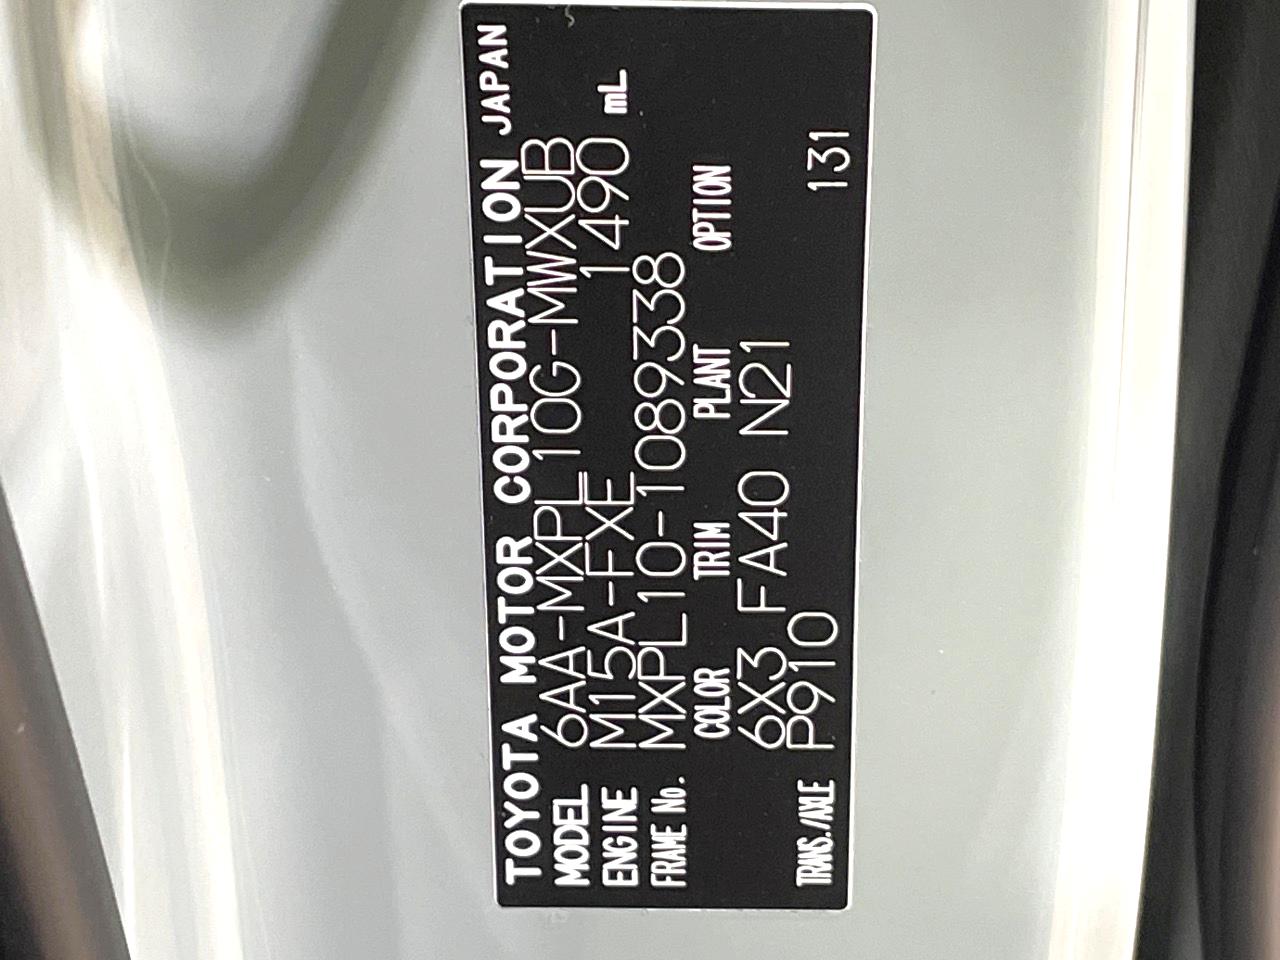 TOYOTA MOTOR CORPORATION JAPAN
MODEL 6AA-MXPL10G-MWXUB
ENGINE M15A-FXE 1490 mL
FRAME No. MXPL10-1089338
COLOR TRIM PLANT OPTION
6X3 FA40 N21
TRANS./AXLE P910 131